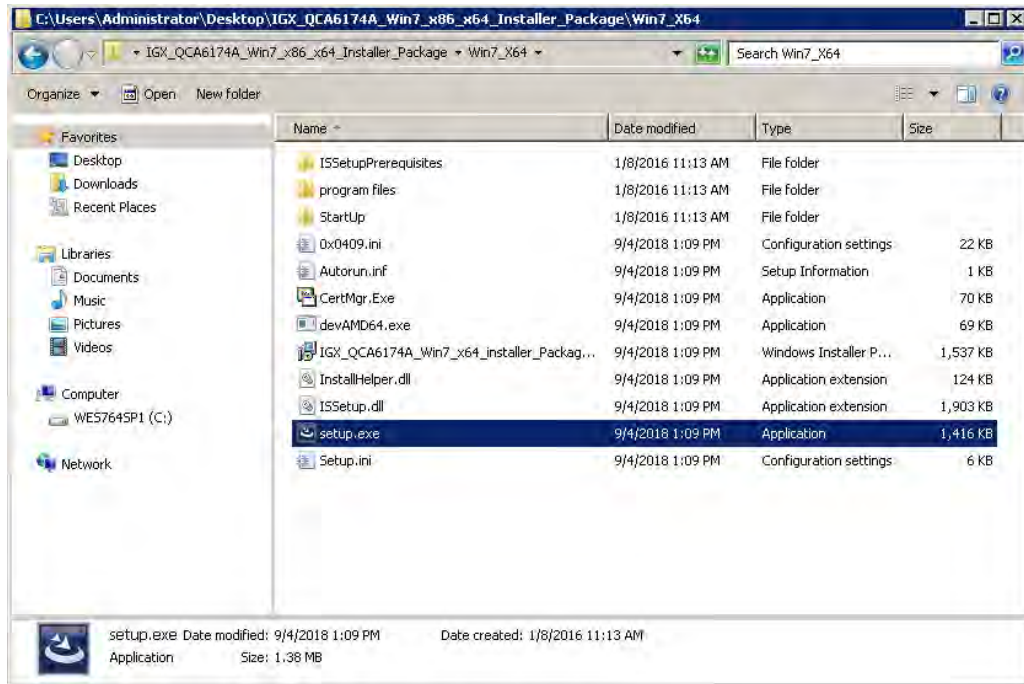 C:\Users\Administrator\Desktop\IGX_QCA6174A_Win7_x86_x64_Installer_Package\Win7_X64
IGX_QCA6174A_Win7_x86_x64_Installer_Package Win7_X64 Search Win7_X64
Organize Open New folder
Name Date modified Type Size
Favorites
Desktop
Downloads
Recent Places
Libraries
Documents
Music
Pictures
Videos
Computer
WES764SP1 (C:)
Network
ISSetupPrerequisites 1/8/2016 11:13 AM File folder
program files 1/8/2016 11:13 AM File folder
StartUp 1/8/2016 11:13 AM File folder
0x0409.ini 9/4/2018 1:09 PM Configuration settings 22 KB
Autorun.inf 9/4/2018 1:09 PM Setup Information 1 KB
CertMgr.Exe 9/4/2018 1:09 PM Application 70 KB
devAMD64.exe 9/4/2018 1:09 PM Application 69 KB
IGX_QCA6174A_Win7_x64_installer_Packag... 9/4/2018 1:09 PM Windows Installer P... 1,537 KB
InstallHelper.dll 9/4/2018 1:09 PM Application extension 124 KB
ISSetup.dll 9/4/2018 1:09 PM Application extension 1,903 KB
setup.exe 9/4/2018 1:09 PM Application 1,416 KB
Setup.ini 9/4/2018 1:09 PM Configuration settings 6 KB
setup.exe Date modified: 9/4/2018 1:09 PM Date created: 1/8/2016 11:13 AM
Application Size: 1.38 MB